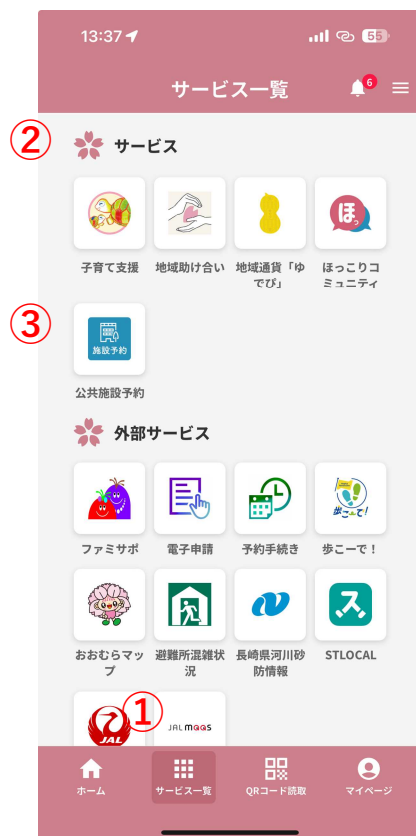 13:37
55
サービス一覧
6
②
サービス
ほっ
子育て支援
地域助け合い
地域通貨「ゆでぴ」
ほっこりコミュニティ
③
施設予約
公共施設予約
外部サービス
歩こーて!
ファミサポ
電子申請
予約手続き
歩こーで！
ス
おおむらマップ
避難所混雑状況
長崎県河川砂防情報
STLOCAL
①
JAL
JAL MaaS
ホーム
サービス一覧
QRコード読取
マイページ